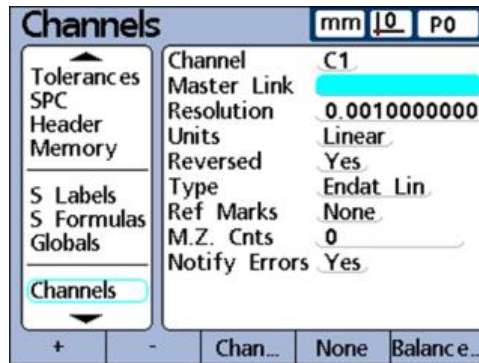 Channels mm 0 P0
Tolerances
SPC
Header
Memory
S Labels
S Formulas
Globals
Channels
Channel C1
Master Link
Resolution 0.0010000000
Units Linear
Reversed Yes
Type Endat Lin
Ref Marks None
M.Z. Cnts 0
Notify Errors Yes
+ - Chan... None Balance..